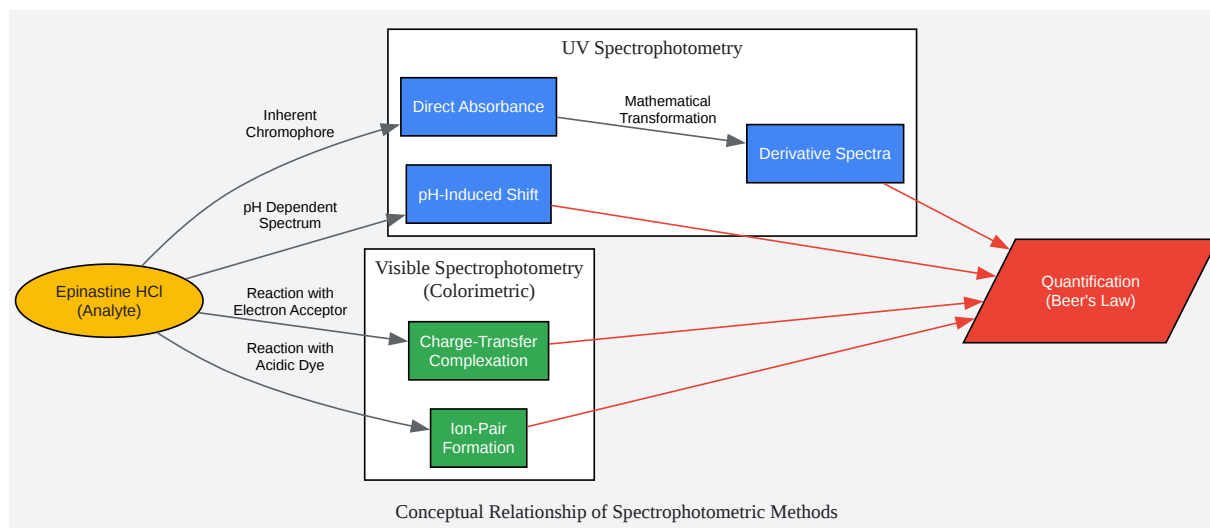 UV Spectrophotometry
Direct Absorbance
Mathematical
Transformation
Derivative Spectra
Inherent
Chromophore
pH-Induced Shift
pH Dependent
Spectrum
Visible Spectrophotometry
(Colorimetric)
Epinastine HCl
(Analyte)
Reaction with
Electron Acceptor
Charge-Transfer
Complexation
Reaction with
Acidic Dye
Ion-Pair
Formation
Quantification
(Beer's Law)
Conceptual Relationship of Spectrophotometric Methods